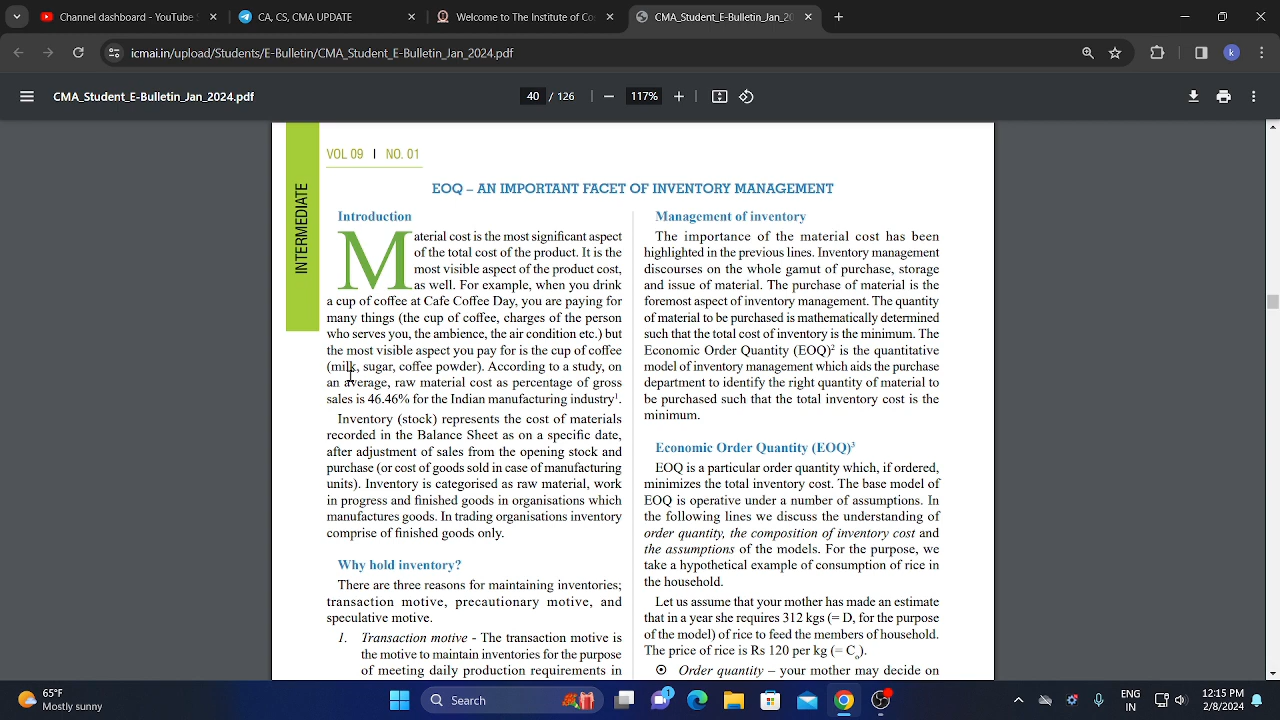 Channel dashboard - YouTube S
CA, CS, CMA UPDATE
Welcome to The Institute of Co
CMA_Student_E-Bulletin_Jan_20
icmai.in/upload/Students/E-Bulletin/CMA_Student_E-Bulletin_Jan_2024.pdf
k
CMA_Student_E-Bulletin_Jan_2024.pdf
40 / 126
117%
VOL 09 I NO. 01
INTERMEDIATE
EOQ – AN IMPORTANT FACET OF INVENTORY MANAGEMENT
Introduction
Material cost is the most significant aspect
of the total cost of the product. It is the
most visible aspect of the product cost,
as well. For example, when you drink
a cup of coffee at Cafe Coffee Day, you are paying for
many things (the cup of coffee, charges of the person
who serves you, the ambience, the air condition etc.) but
the most visible aspect you pay for is the cup of coffee
(milk, sugar, coffee powder). According to a study, on
an average, raw material cost as percentage of gross
sales is 46.46% for the Indian manufacturing industry¹.
Inventory (stock) represents the cost of materials
recorded in the Balance Sheet as on a specific date,
after adjustment of sales from the opening stock and
purchase (or cost of goods sold in case of manufacturing
units). Inventory is categorised as raw material, work
in progress and finished goods in organisations which
manufactures goods. In trading organisations inventory
comprise of finished goods only.
Why hold inventory?
There are three reasons for maintaining inventories;
transaction motive, precautionary motive, and
speculative motive.
1. Transaction motive - The transaction motive is
the motive to maintain inventories for the purpose
of meeting daily production requirements in
Management of inventory
The importance of the material cost has been
highlighted in the previous lines. Inventory management
discourses on the whole gamut of purchase, storage
and issue of material. The purchase of material is the
foremost aspect of inventory management. The quantity
of material to be purchased is mathematically determined
such that the total cost of inventory is the minimum. The
Economic Order Quantity (EOQ)² is the quantitative
model of inventory management which aids the purchase
department to identify the right quantity of material to
be purchased such that the total inventory cost is the
minimum.
Economic Order Quantity (EOQ)³
EOQ is a particular order quantity which, if ordered,
minimizes the total inventory cost. The base model of
EOQ is operative under a number of assumptions. In
the following lines we discuss the understanding of
order quantity, the composition of inventory cost and
the assumptions of the models. For the purpose, we
take a hypothetical example of consumption of rice in
the household.
Let us assume that your mother has made an estimate
that in a year she requires 312 kgs (= D, for the purpose
of the model) of rice to feed the members of household.
The price of rice is Rs 120 per kg (= Cₒ).
Order quantity – your mother may decide on
65°F
Mostly sunny
Search
1
ENG
IN
12:15 PM
2/8/2024